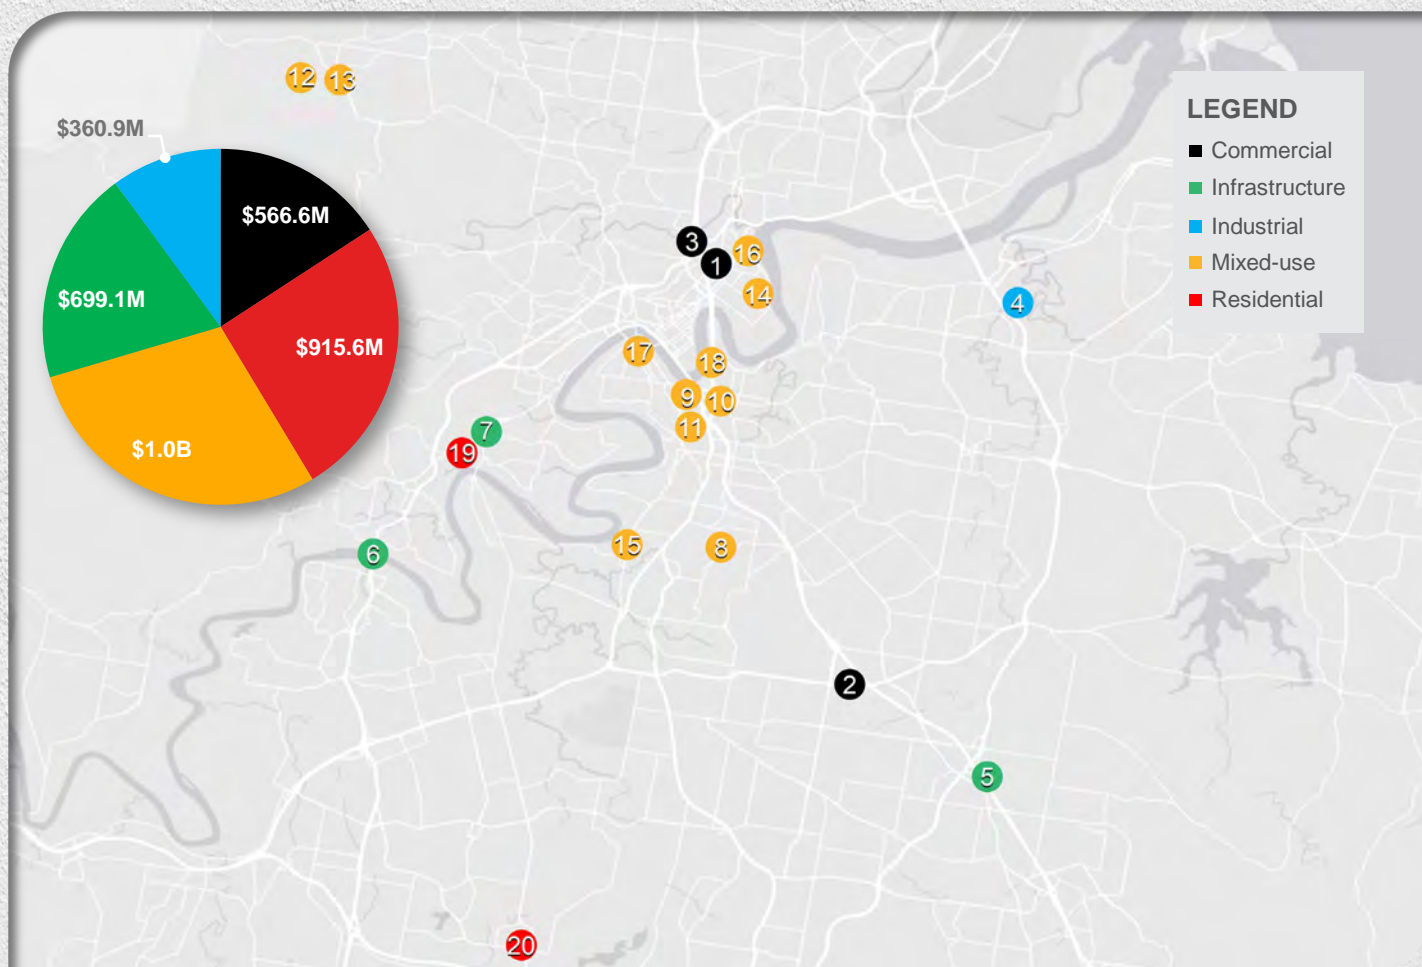 12
13
LEGEND
$360.9M
Commercial
Infrastructure
$566.6M
Industrial
3
16
1
Mixed-use
14
$699.1M
4
Residential
$915.6M
17
18
9
10
11
7
$1.0B
19
15
8
6
2
5
20